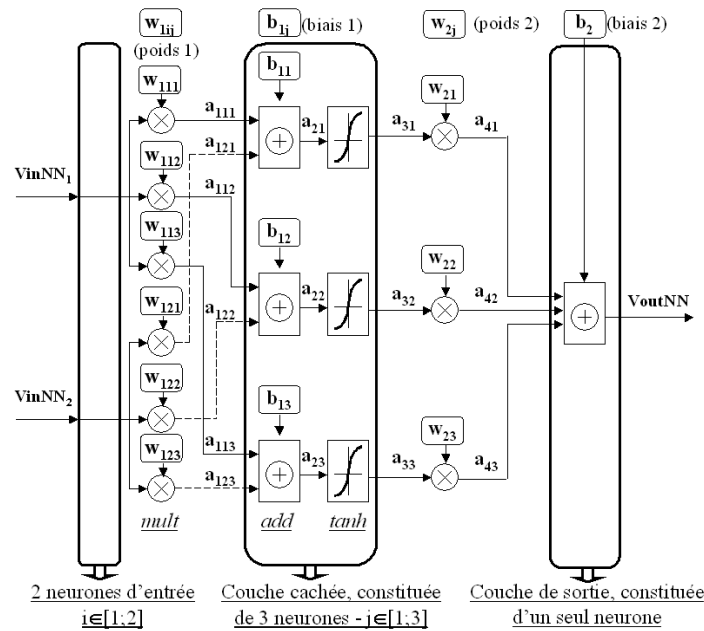 w1ij
(poids 1)
b1j (biais 1)
w2j (poids 2)
b2 (biais 2)
w111
a111
a121
b11
a21
a31
w21
a41
VinNN1
w112
a112
w113
b12
a22
a32
w22
a42
VoutNN
w121
a122
VinNN2
w122
a113
w123
a123
b13
a23
a33
w23
a43
mult
add
tanh
2 neurones d'entrée
i∈[1;2]
Couche cachée, constituée
de 3 neurones - j∈[1;3]
Couche de sortie, constituée
d'un seul neurone